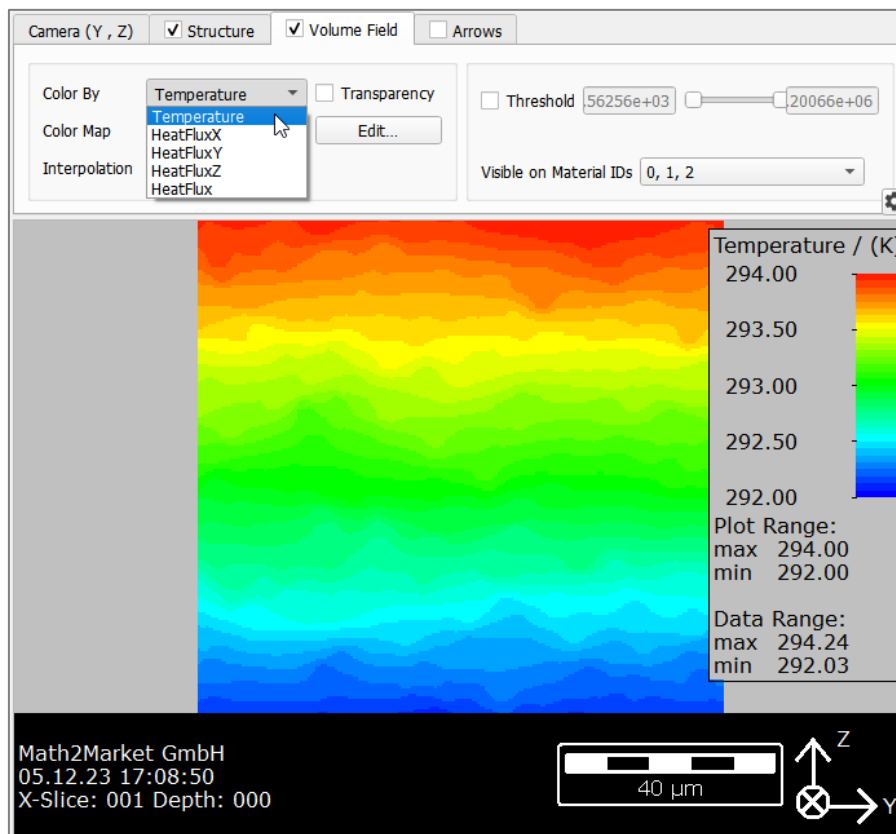 Camera (Y , Z) Structure Volume Field Arrows
Color By Temperature Transparency
Temperature
HeatFluxX
HeatFluxY
HeatFluxZ
HeatFlux
Color Map Edit...
Interpolation
Threshold .56256e+03 .20066e+06
Visible on Material IDs 0, 1, 2
Temperature / (K)
294.00
293.50
293.00
292.50
292.00
Plot Range:
max 294.00
min 292.00
Data Range:
max 294.24
min 292.03
Math2Market GmbH
05.12.23 17:08:50
X-Slice: 001 Depth: 000
40 µm
Z
Y